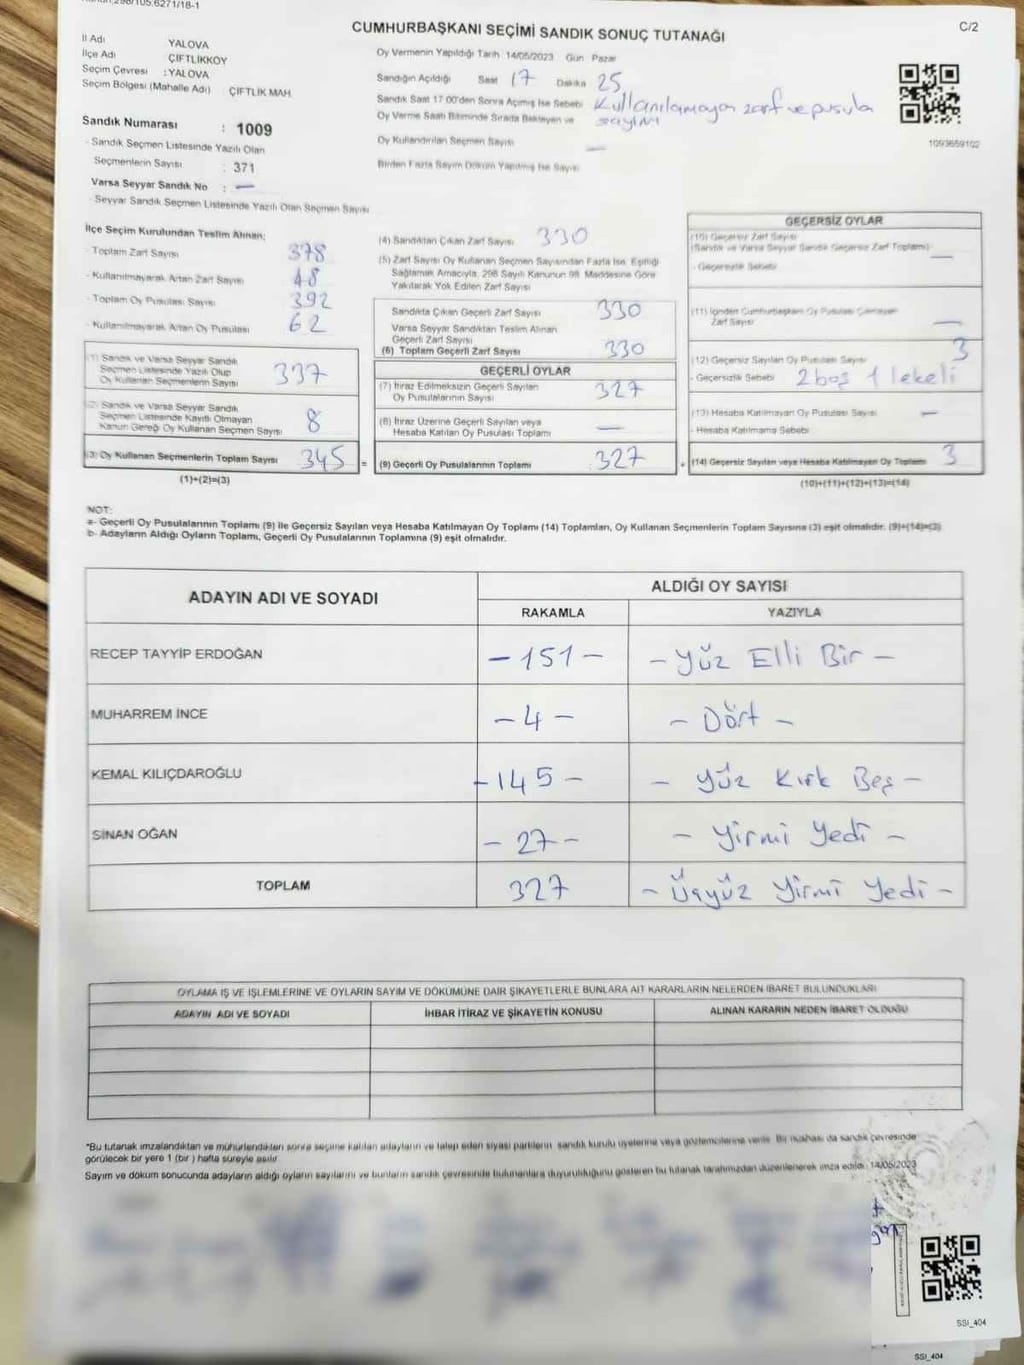 298/105.6271/18-1
C/2
CUMHURBAŞKANI SEÇİMİ SANDIK SONUÇ TUTANAĞI
İl Adı YALOVA
İlçe Adı ÇİFTLİKKÖY
Seçim Çevresi : YALOVA
Seçim Bölgesi (Mahalle Adı) ÇİFTLİK MAH.
Sandık Numarası : 1009
- Sandık Seçmen Listesinde Yazılı Olan
Seçmenlerin Sayısı : 371
Varsa Seyyar Sandık No : —
- Seyyar Sandık Seçmen Listesinde Yazılı Olan Seçmen Sayısı
Oy Vermenin Yapıldığı Tarih 14/05/2023 Gün Pazar
Sandığın Açıldığı Saat 17 Dakika 25
Sandık Saat 17.00'den Sonra Açımış İse Sebebi Kullanılamayan zarf ve pusula
sayımı
Oy Verme Saati Bitiminde Sırada Bekleyen ve
Oy Kullandırılan Seçmen Sayısı —
Birden Fazla Sayım Döküm Yapılmış İse Sayısı
1093659102
İlçe Seçim Kurulundan Teslim Alınan;
- Toplam Zarf Sayısı 378
- Kullanılmayarak Artan Zarf Sayısı 48
- Toplam Oy Pusulası Sayısı 392
- Kullanılmayarak Artan Oy Pusulası 62
(1) Sandık ve Varsa Seyyar Sandık
Seçmen Listesinde Yazılı Olup
Oy Kullanan Seçmenlerin Sayısı 337
(2) Sandık ve Varsa Seyyar Sandık
Seçmen Listesinde Kayıtlı Olmayan
Kanun Gereği Oy Kullanan Seçmen Sayısı 8
(3) Oy Kullanan Seçmenlerin Toplam Sayısı 345 =
(1)+(2)=(3)
(4) Sandıktan Çıkan Zarf Sayısı 330
(5) Zarf Sayısı Oy Kullanan Seçmen Sayısından Fazla İse, Eşitliği
Sağlamak Amacıyla, 298 Sayılı Kanunun 98. Maddesine Göre
Yakılarak Yok Edilen Zarf Sayısı
Sandıkta Çıkan Geçerli Zarf Sayısı 330
Varsa Seyyar Sandıktan Teslim Alınan
Geçerli Zarf Sayısı
(6) Toplam Geçerli Zarf Sayısı 330
GEÇERLİ OYLAR
(7) İtiraz Edilmeksizin Geçerli Sayılan
Oy Pusulalarının Sayısı 327
(8) İtiraz Üzerine Geçerli Sayılan veya
Hesaba Katılan Oy Pusulası Toplamı —
(9) Geçerli Oy Pusulalarının Toplamı 327 +
GEÇERSİZ OYLAR
(10) Geçersiz Zarf Sayısı
(Sandık ve Varsa Seyyar Sandık Geçersiz Zarf Toplamı) —
- Geçersizlik Sebebi
(11) İçinden Cumhurbaşkanı Oy Pusulası Çıkmayan
Zarf Sayısı —
(12) Geçersiz Sayılan Oy Pusulası Sayısı 3
- Geçersizlik Sebebi 2 boş 1 lekeli
(13) Hesaba Katılmayan Oy Pusulası Sayısı —
- Hesaba Katılmama Sebebi
(14) Geçersiz Sayılan veya Hesaba Katılmayan Oy Toplamı 3
(10)+(11)+(12)+(13)=(14)
NOT:
a- Geçerli Oy Pusulalarının Toplamı (9) ile Geçersiz Sayılan veya Hesaba Katılmayan Oy Toplamı (14) Toplamları, Oy Kullanan Seçmenlerin Toplam Sayısına (3) eşit olmalıdır. (9)+(14)=(3)
b- Adayların Aldığı Oyların Toplamı, Geçerli Oy Pusulalarının Toplamına (9) eşit olmalıdır.
ADAYIN ADI VE SOYADI ALDIĞI OY SAYISI
RAKAMLA YAZIYLA
RECEP TAYYİP ERDOĞAN – 151 – – Yüz Elli Bir –
MUHARREM İNCE – 4 – – Dört –
KEMAL KILIÇDAROĞLU – 145 – – Yüz Kırk Beş –
SİNAN OĞAN – 27 – – Yirmi Yedi –
TOPLAM 327 – Üçyüz Yirmi Yedi –
OYLAMA İŞ VE İŞLEMLERİNE VE OYLARIN SAYIM VE DÖKÜMÜNE DAİR ŞİKAYETLERLE BUNLARA AİT KARARLARIN NELERDEN İBARET BULUNDUKLARI
ADAYIN ADI VE SOYADI İHBAR İTİRAZ VE ŞİKAYETİN KONUSU ALINAN KARARIN NEDEN İBARET OLDUĞU
*Bu tutanak imzalandıktan ve mühürlendikten sonra seçime katılan adayların ve talep eden siyasi partilerin sandık kurulu üyelerine veya gözlemcilerine verilir. Bir nüshası da sandık çevresinde
görülecek bir yere 1 (bir ) hafta süreyle asılır.
Sayım ve döküm sonucunda adayların aldığı oyların sayılarını ve bunların sandık çevresinde bulunanlara duyurulduğunu gösteren bu tutanak tarafımızdan düzenlenerek imza edildi. 14/05/2023
SSİ_404
SSİ_404